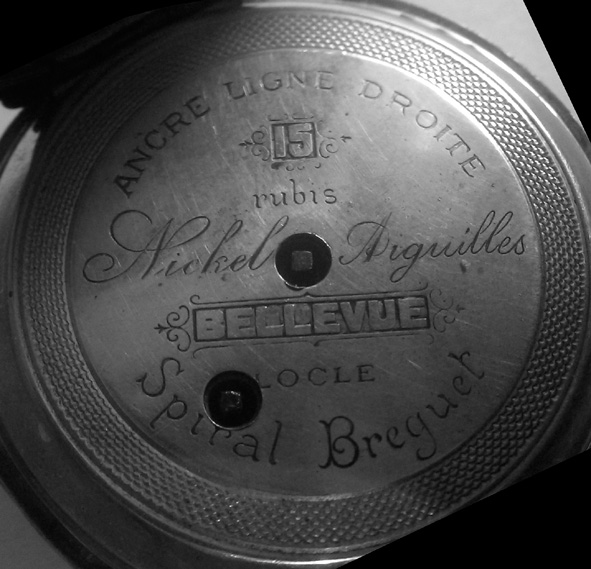 ANCRE LIGNE DROITE
15
rubis
Nickel Aiguilles
BELLEVUE
LOCLE
Spiral Breguet